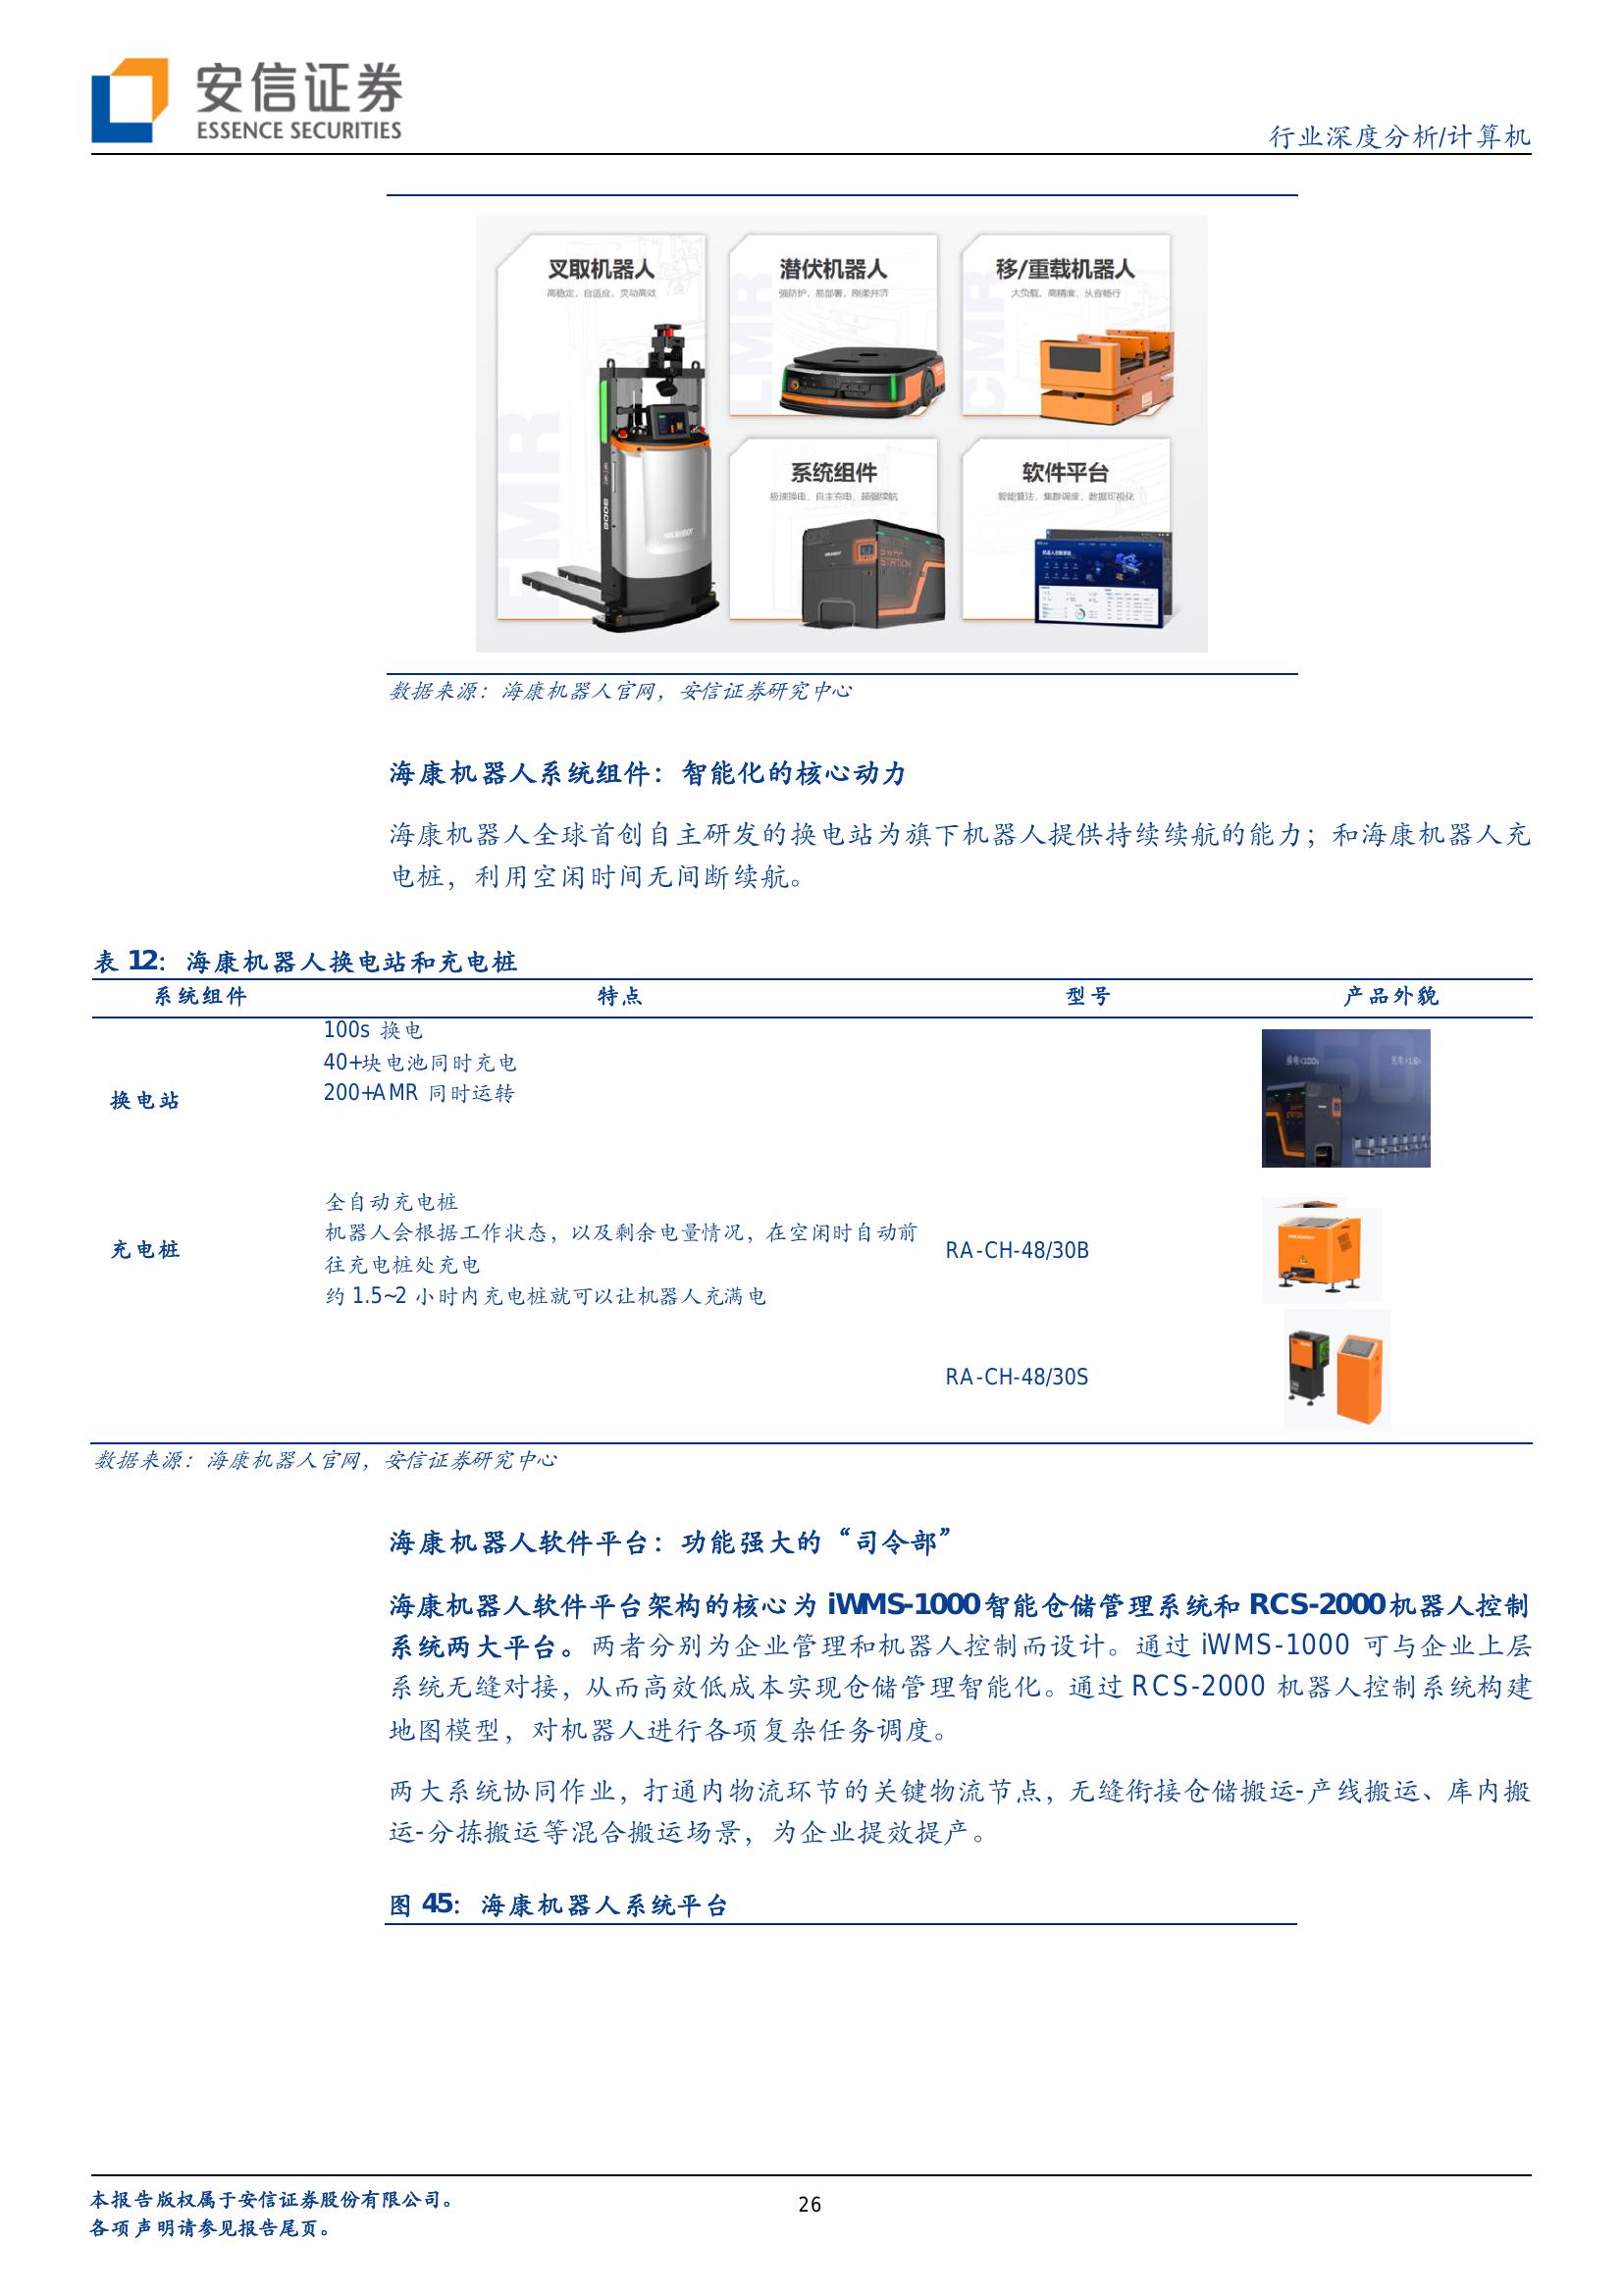 安信证券
ESSENCE SECURITIES
行业深度分析/计算机
叉取机器人
高稳定，自适应，灵动高效
潜伏机器人
强防护，易部署，刚柔并济
移/重载机器人
大负载，高精度，从容畅行
FMR
LMR
CMR
系统组件
极速换电，自主充电，超强续航
软件平台
智能算法，集群调度，数据可视化
SWAP
STATION
数据来源：海康机器人官网，安信证券研究中心
海康机器人系统组件：智能化的核心动力
海康机器人全球首创自主研发的换电站为旗下机器人提供持续续航的能力；和海康机器人充
电桩，利用空闲时间无间断续航。
表 12：海康机器人换电站和充电桩
系统组件 特点 型号 产品外貌
100s 换电
40+块电池同时充电
200+AMR 同时运转
换电站
换电<100s
全自动充电桩
机器人会根据工作状态，以及剩余电量情况，在空闲时自动前
往充电桩处充电
约 1.5~2 小时内充电桩就可以让机器人充满电
充电桩
RA-CH-48/30B
RA-CH-48/30S
数据来源：海康机器人官网，安信证券研究中心
海康机器人软件平台：功能强大的“司令部”
海康机器人软件平台架构的核心为 iWMS-1000 智能仓储管理系统和 RCS-2000 机器人控制
系统两大平台。两者分别为企业管理和机器人控制而设计。通过 iWMS-1000 可与企业上层
系统无缝对接，从而高效低成本实现仓储管理智能化。通过 RCS-2000 机器人控制系统构建
地图模型，对机器人进行各项复杂任务调度。
两大系统协同作业，打通内物流环节的关键物流节点，无缝衔接仓储搬运-产线搬运、库内搬
运-分拣搬运等混合搬运场景，为企业提效提产。
图 45：海康机器人系统平台
本报告版权属于安信证券股份有限公司。
各项声明请参见报告尾页。
26